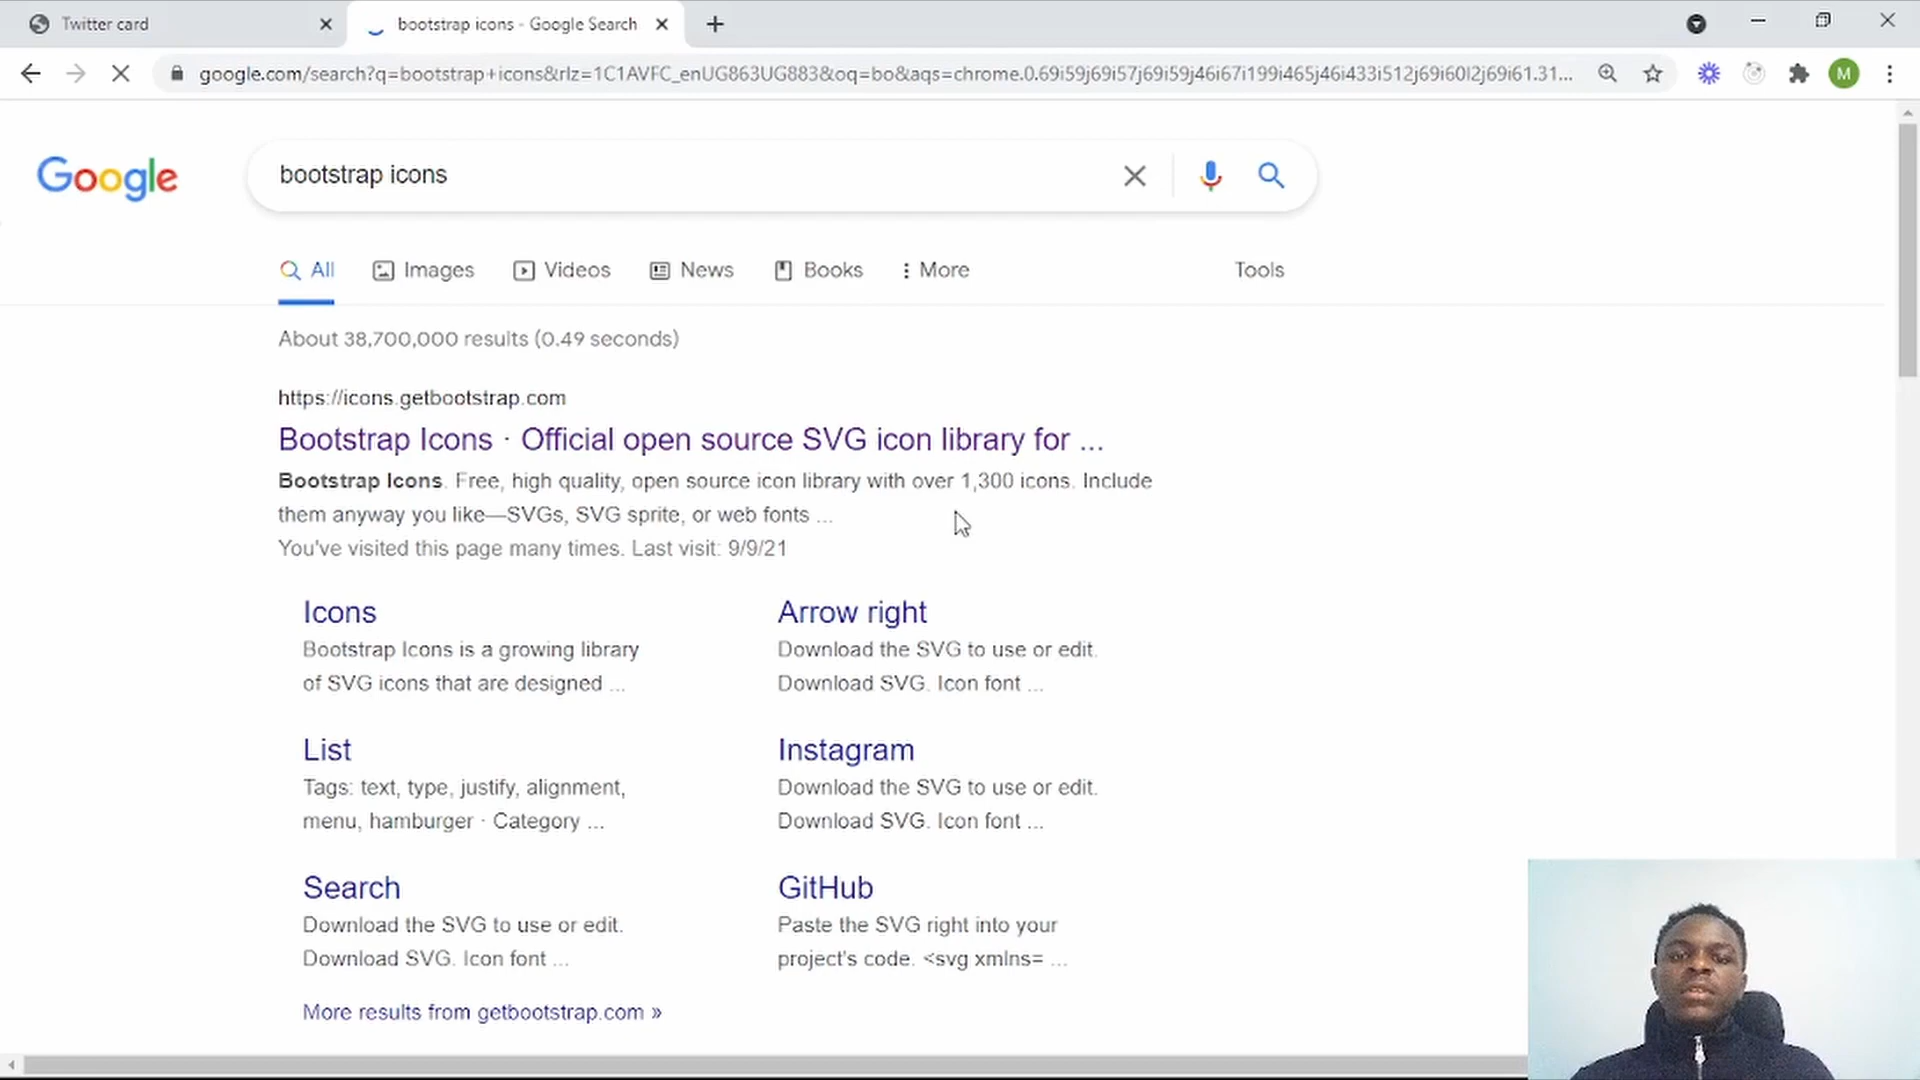 Twitter card
bootstrap icons - Google Search
google.com/search?q=bootstrap+icons&rlz=1C1AVFC_enUG863UG883&oq=bo&aqs=chrome.0.69i59j69i57j69i59j46i67i199i465j46i433i512j69i60l2j69i61.31...
M
Google
bootstrap icons
All
Images
Videos
News
Books
More
Tools
About 38,700,000 results (0.49 seconds)
https://icons.getbootstrap.com
Bootstrap Icons · Official open source SVG icon library for ...
Bootstrap Icons. Free, high quality, open source icon library with over 1,300 icons. Include
them anyway you like—SVGs, SVG sprite, or web fonts ...
You've visited this page many times. Last visit: 9/9/21
Icons
Bootstrap Icons is a growing library
of SVG icons that are designed ...
Arrow right
Download the SVG to use or edit.
Download SVG. Icon font ...
List
Tags: text, type, justify, alignment,
menu, hamburger · Category ...
Instagram
Download the SVG to use or edit.
Download SVG. Icon font ...
Search
Download the SVG to use or edit.
Download SVG. Icon font ...
GitHub
Paste the SVG right into your
project's code. <svg xmlns= ...
More results from getbootstrap.com »